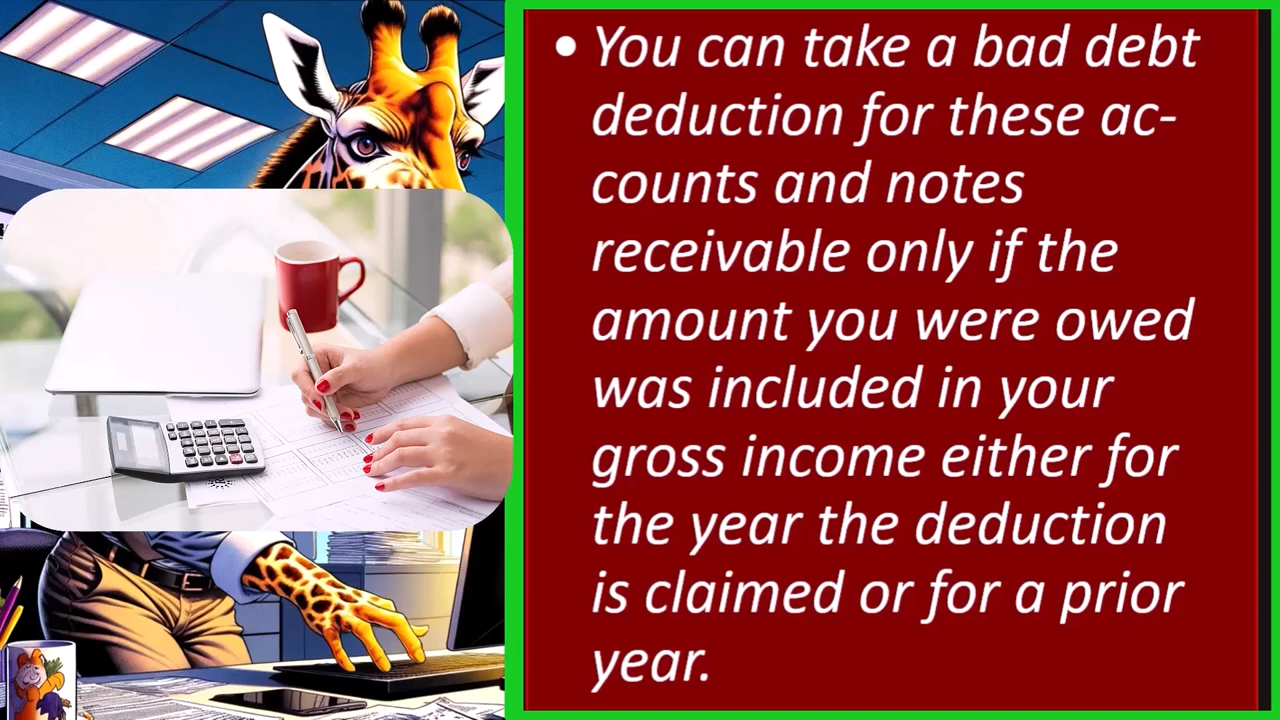 • You can take a bad debt
deduction for these ac-
counts and notes
receivable only if the
amount you were owed
was included in your
gross income either for
the year the deduction
is claimed or for a prior
year.